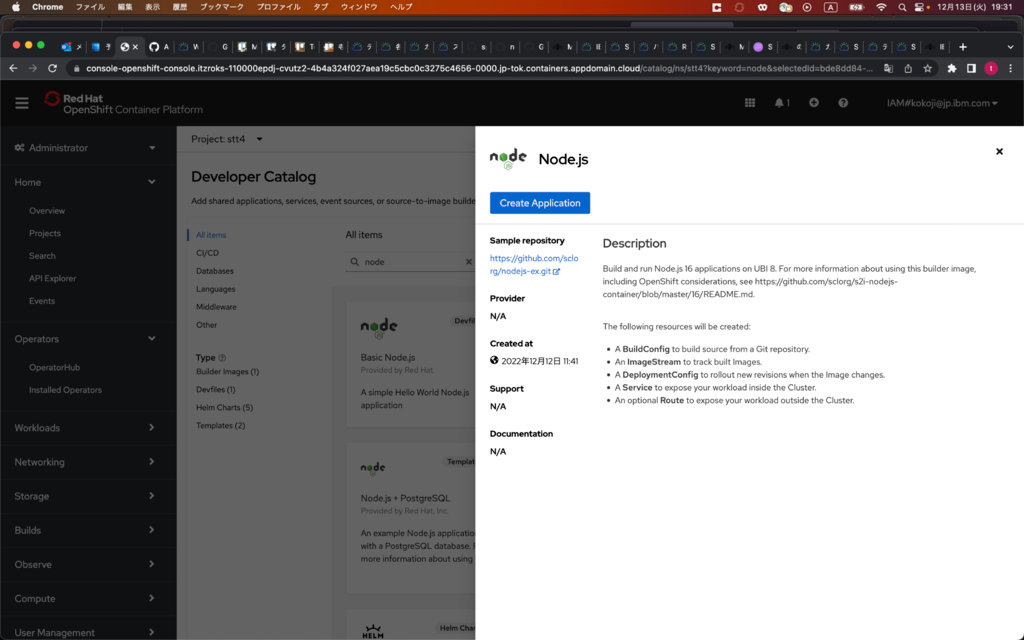 Chrome ファイル 編集 表示 履歴 ブックマーク プロファイル タブ ウィンドウ ヘルプ
A
12月13日(火) 19:31
console-openshift-console.itzroks-110000epdj-cvutz2-4b4a324f027aea19c5cbc0c3275c4656-0000.jp-tok.containers.appdomain.cloud/catalog/ns/stt4?keyword=node&selectedId=bde8dd84-...
Red Hat
OpenShift Container Platform
1
IAM#kokoji@jp.ibm.com
Administrator
Home
Overview
Projects
Search
API Explorer
Events
Operators
OperatorHub
Installed Operators
Workloads
Networking
Storage
Builds
Observe
Compute
User Management
Project: stt4
Developer Catalog
Add shared applications, services, event sources, or source-to-image builde
All items
CI/CD
Databases
Languages
Middleware
Other
Type
Builder Images (1)
Devfiles (1)
Helm Charts (5)
Templates (2)
All items
node
node
JS
Devfil
Basic Node.js
Provided by Red Hat
A simple Hello World Node.js
application
node
Templat
Node.js + PostgreSQL
Provided by Red Hat, Inc.
An example Node.js applicatio
with a PostgreSQL database.
more information about using
HELM
Helm Char
node
JS
Node.js
Create Application
Sample repository
https://github.com/sclo
rg/nodejs-ex.git
Provider
N/A
Created at
2022年12月12日 11:41
Support
N/A
Documentation
N/A
Description
Build and run Node.js 16 applications on UBI 8. For more information about using this builder image,
including OpenShift considerations, see https://github.com/sclorg/s2i-nodejs-
container/blob/master/16/README.md.
The following resources will be created:
A BuildConfig to build source from a Git repository.
An ImageStream to track built Images.
A DeploymentConfig to rollout new revisions when the Image changes.
A Service to expose your workload inside the Cluster.
An optional Route to expose your workload outside the Cluster.